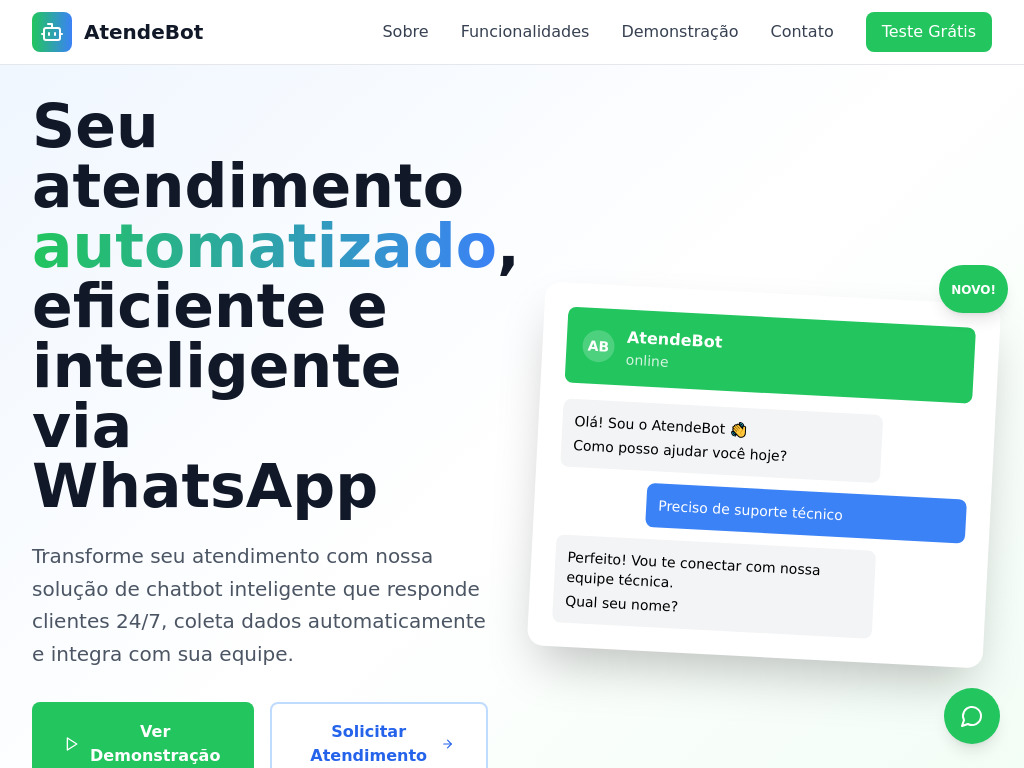 AtendeBot
Sobre
Funcionalidades
Demonstração
Contato
Teste Grátis
Seu
atendimento
automatizado,
eficiente e
inteligente
via
WhatsApp
Transforme seu atendimento com nossa
solução de chatbot inteligente que responde
clientes 24/7, coleta dados automaticamente
e integra com sua equipe.
Ver
Demonstração
Solicitar
Atendimento
NOVO!
AB
AtendeBot
online
Olá! Sou o AtendeBot 👏
Como posso ajudar você hoje?
Preciso de suporte técnico
Perfeito! Vou te conectar com nossa
equipe técnica.
Qual seu nome?